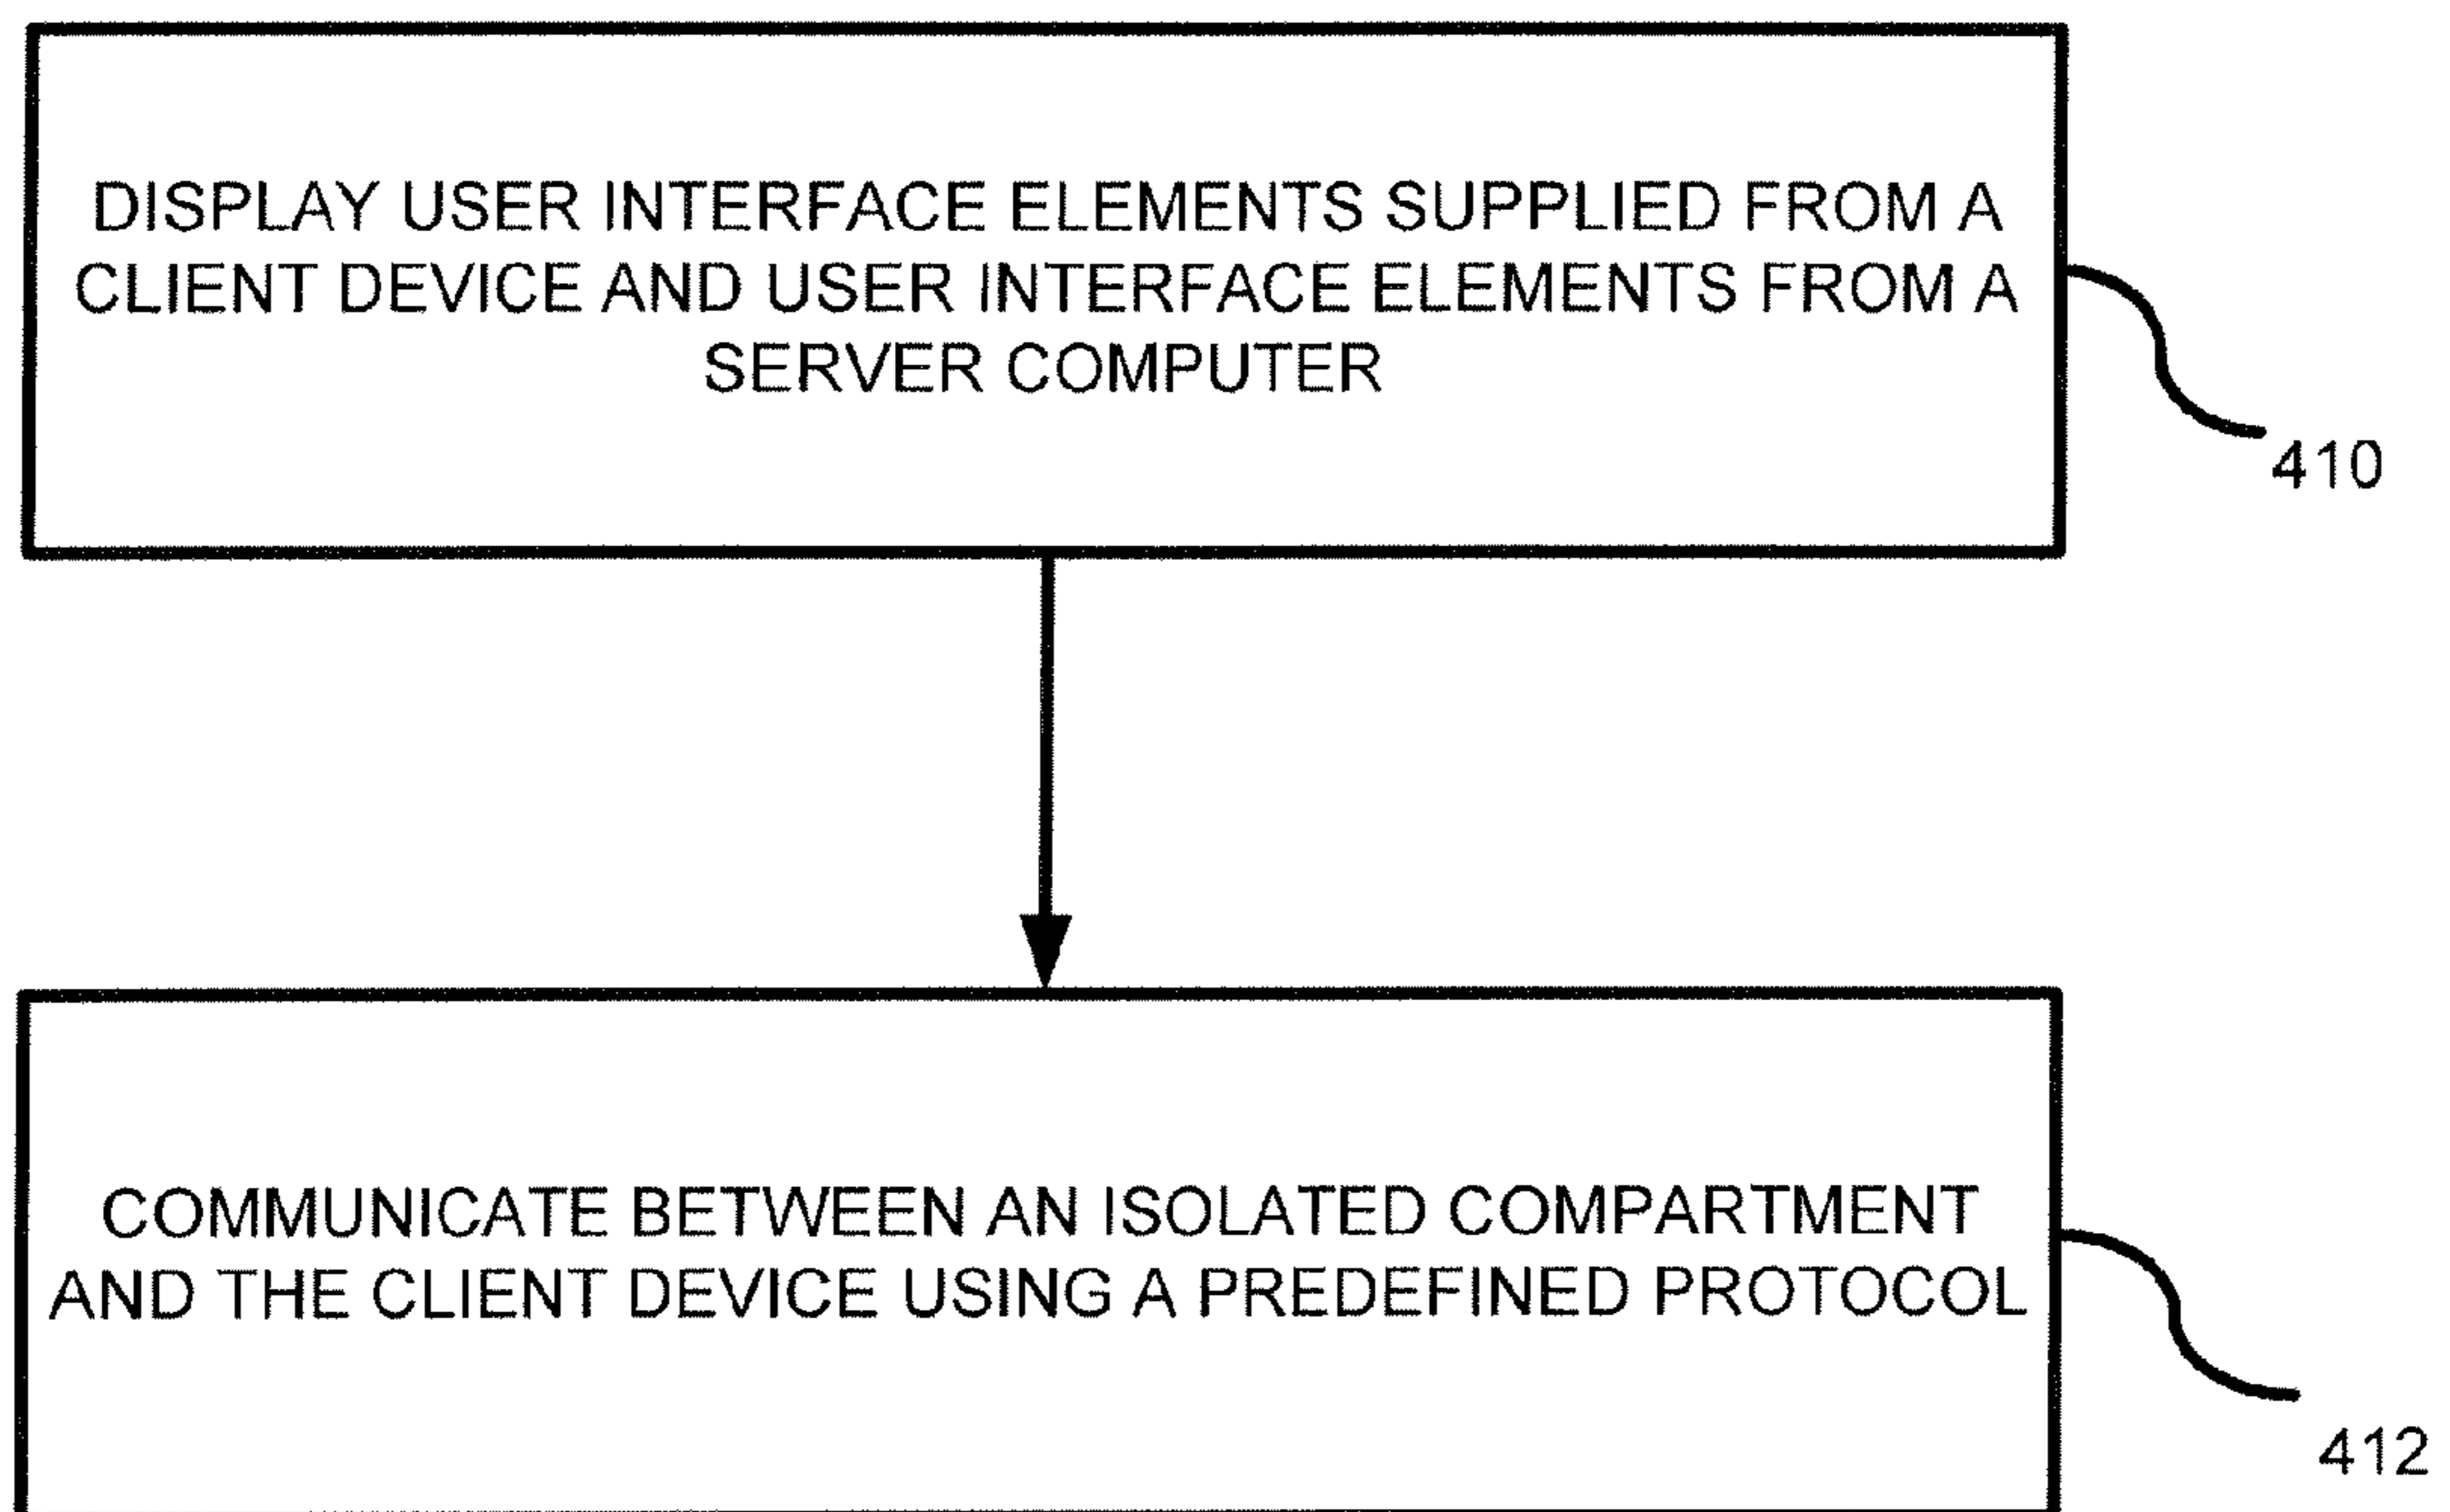 DISPLAY USER INTERFACE ELEMENTS SUPPLIED FROM A
CLIENT DEVICE AND USER INTERFACE ELEMENTS FROM A
SERVER COMPUTER
410
COMMUNICATE BETWEEN AN ISOLATED COMPARTMENT
AND THE CLIENT DEVICE USING A PREDEFINED PROTOCOL
412